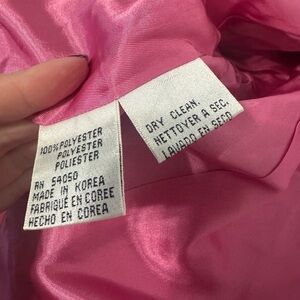 100% POLYESTER
POLYESTER
POLIESTER
RN 54050
MADE IN KOREA
FABRIQUÉ EN COREE
HECHO EN COREA
DRY CLEAN.
NETTOYER A SEC.
LAVADO EN SECO